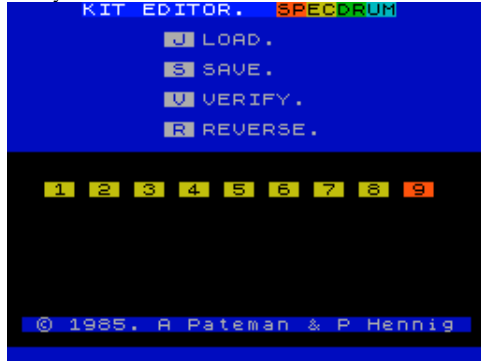 KIT EDITOR. SPECDRUM
J LOAD.
S SAVE.
V VERIFY.
R REVERSE.
1 2 3 4 5 6 7 8 9
© 1985. A Pateman & P Hennig